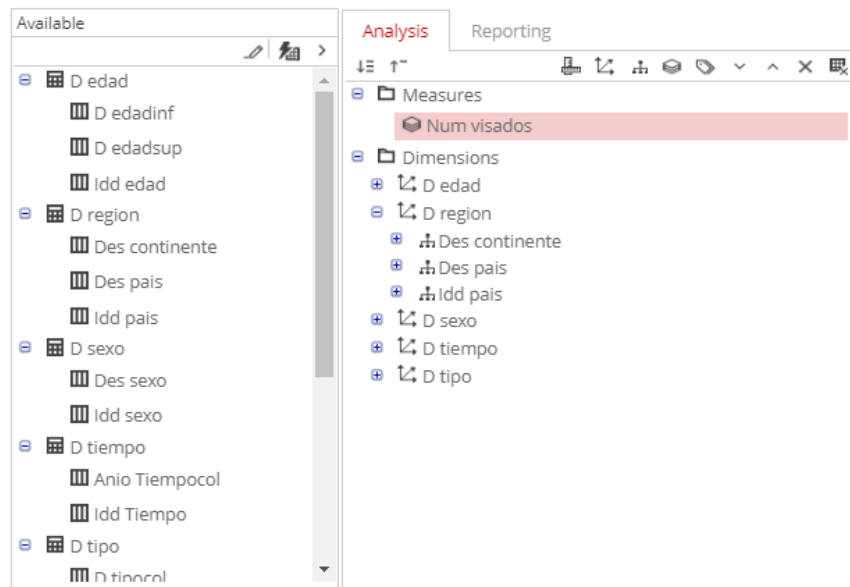 Available
D edad
D edadinf
D edadsup
Idd edad
D region
Des continente
Des pais
Idd pais
D sexo
Des sexo
Idd sexo
D tiempo
Anio Tiempocol
Idd Tiempo
D tipo
D tipocol
Analysis
Reporting
Measures
Num visados
Dimensions
D edad
D region
Des continente
Des pais
Idd pais
D sexo
D tiempo
D tipo